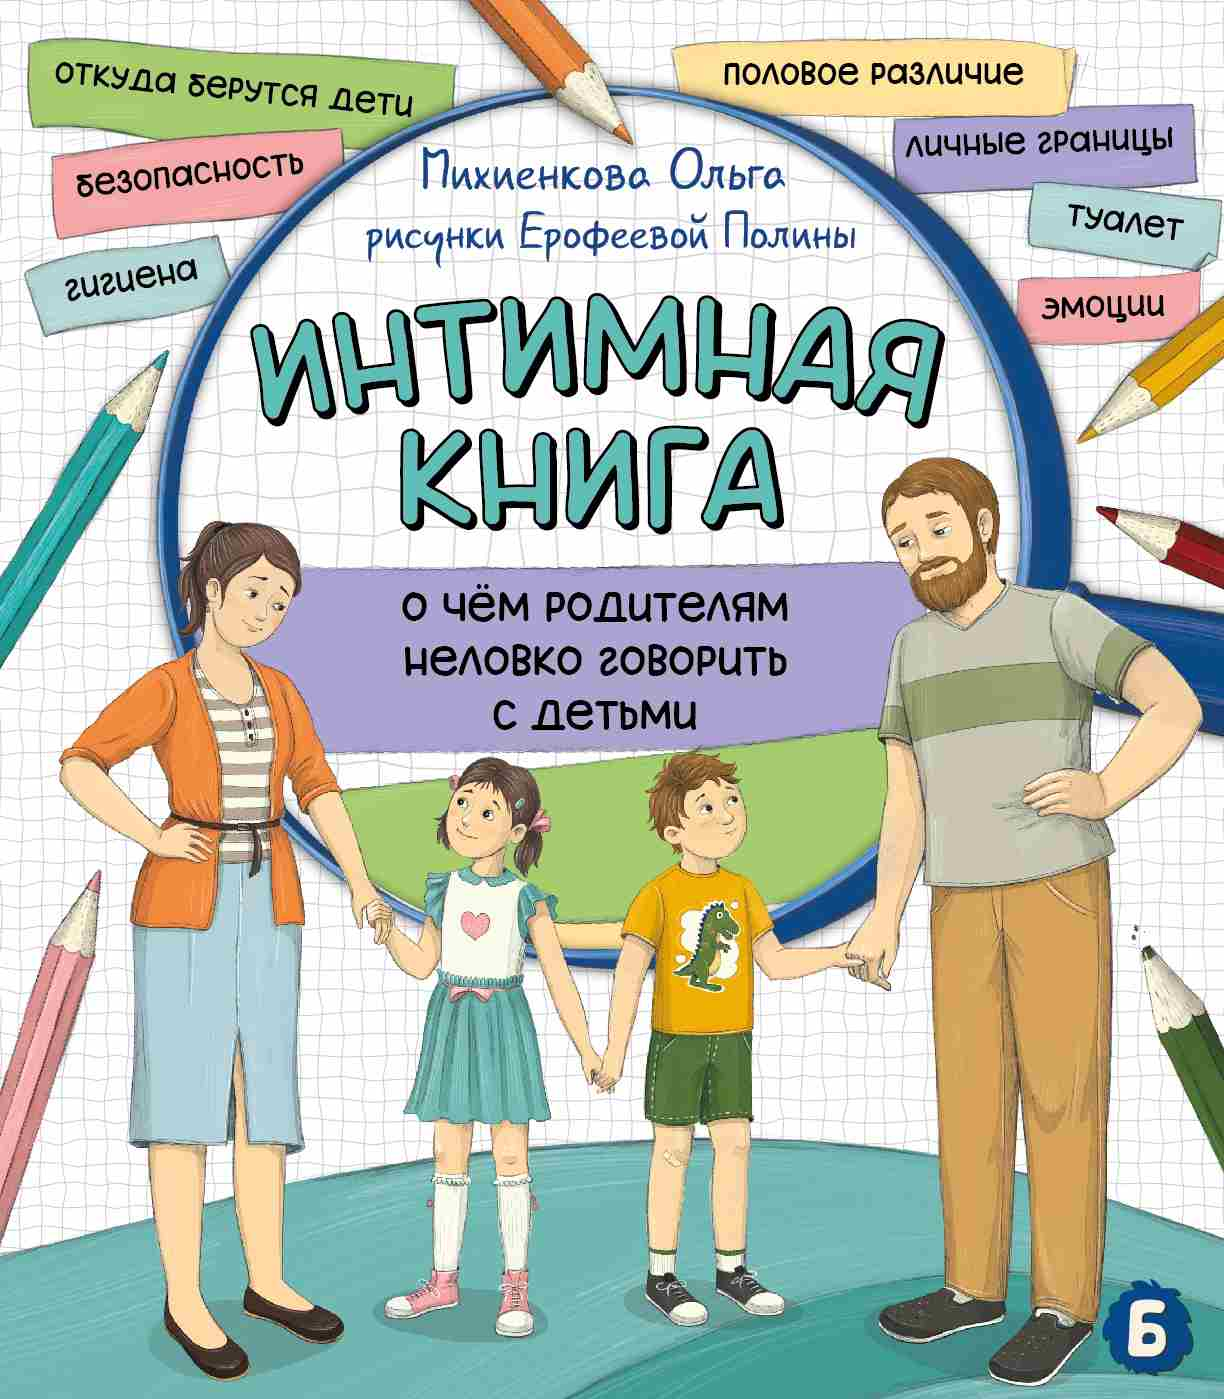 откуда берутся дети
безопасность
гигиена
половое различие
личные границы
туалет
эмоции
Михиенкова Ольга
рисунки Ерофеевой Полины
ИНТИМНАЯ
КНИГА
о чём родителям
неловко говорить
с детьми
Б